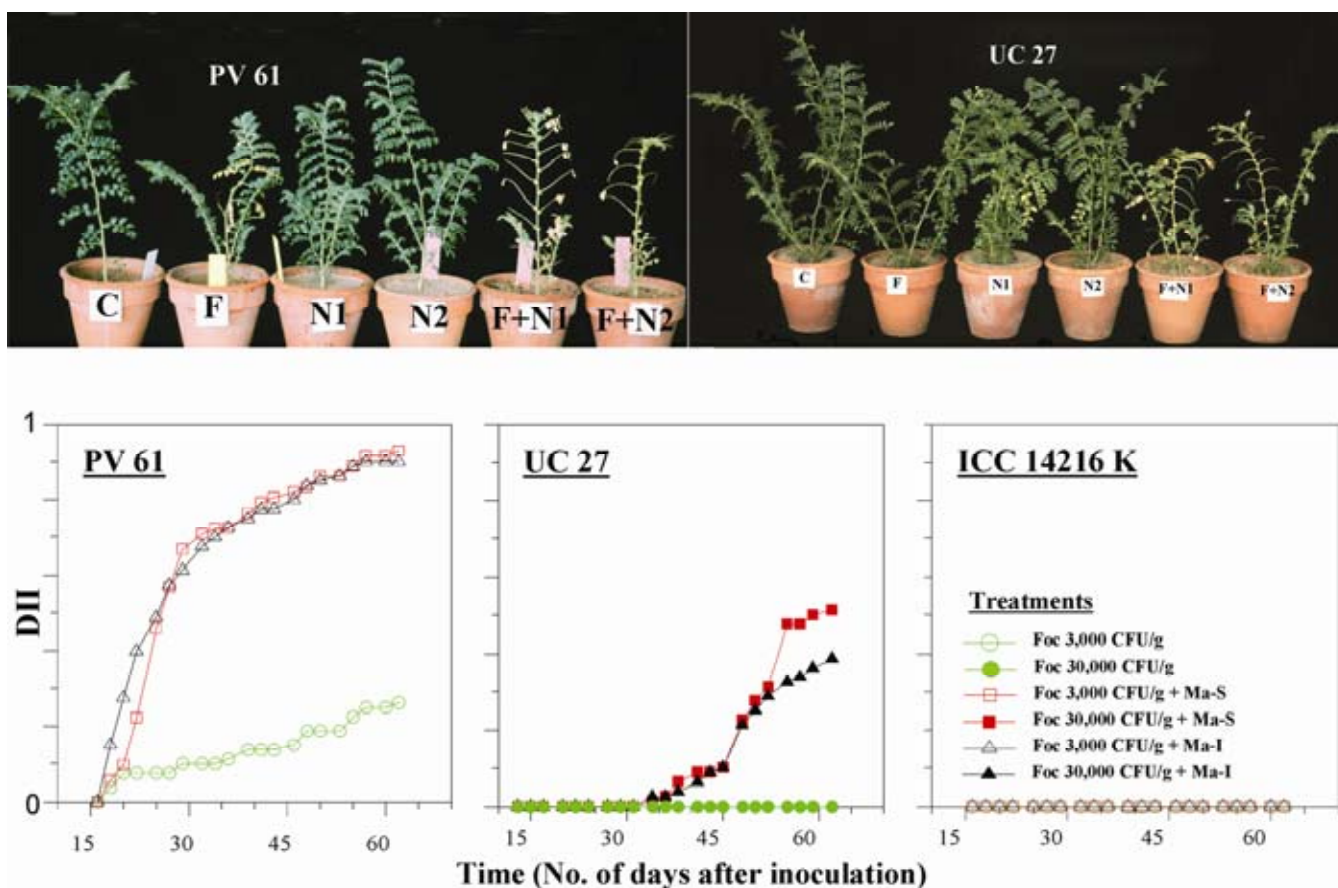 PV 61
C
F
N1
N2
F+N1
F+N2
UC 27
C
F
N1
N2
F+N1
F+N2
1
DII
0
PV 61
15 30 45 60
UC 27
15 30 45 60
ICC 14216 K
Treatments
Foc 3,000 CFU/g
Foc 30,000 CFU/g
Foc 3,000 CFU/g + Ma-S
Foc 30,000 CFU/g + Ma-S
Foc 3,000 CFU/g + Ma-I
Foc 30,000 CFU/g + Ma-I
15 30 45 60
Time (No. of days after inoculation)